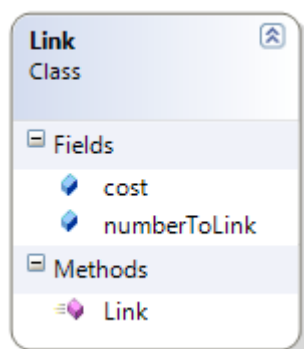 Link
Class
Fields
cost
numberToLink
Methods
Link